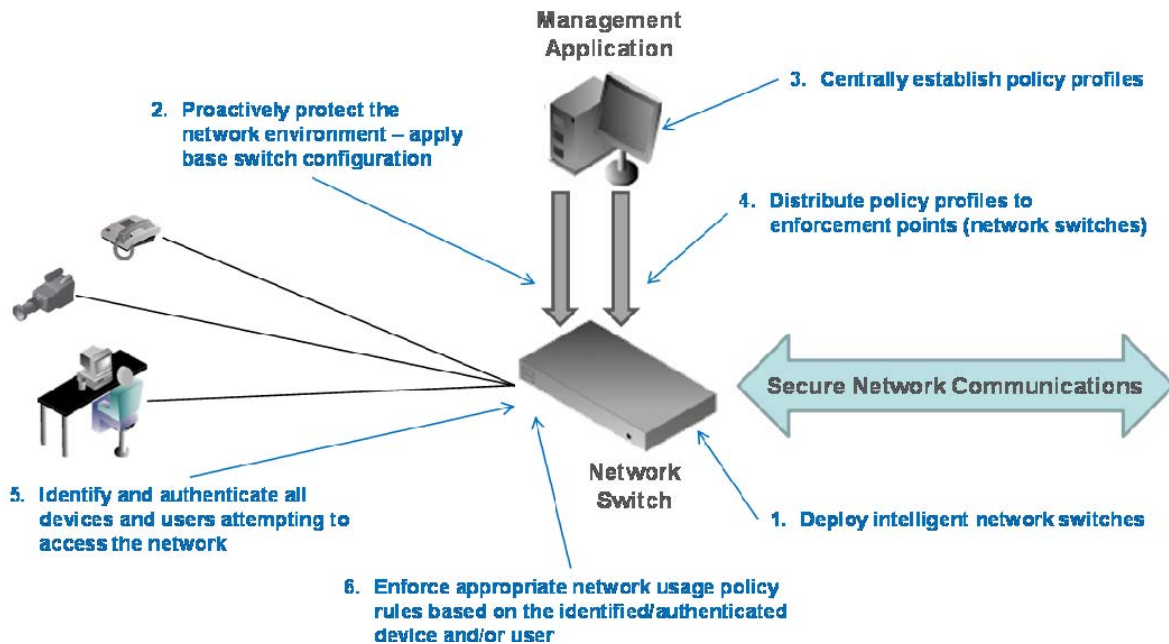 Management
Application
3. Centrally establish policy profiles
2. Proactively protect the
network environment – apply
base switch configuration
4. Distribute policy profiles to
enforcement points (network switches)
Secure Network Communications
Network
Switch
1. Deploy intelligent network switches
5. Identify and authenticate all
devices and users attempting to
access the network
6. Enforce appropriate network usage policy
rules based on the identified/authenticated
device and/or user